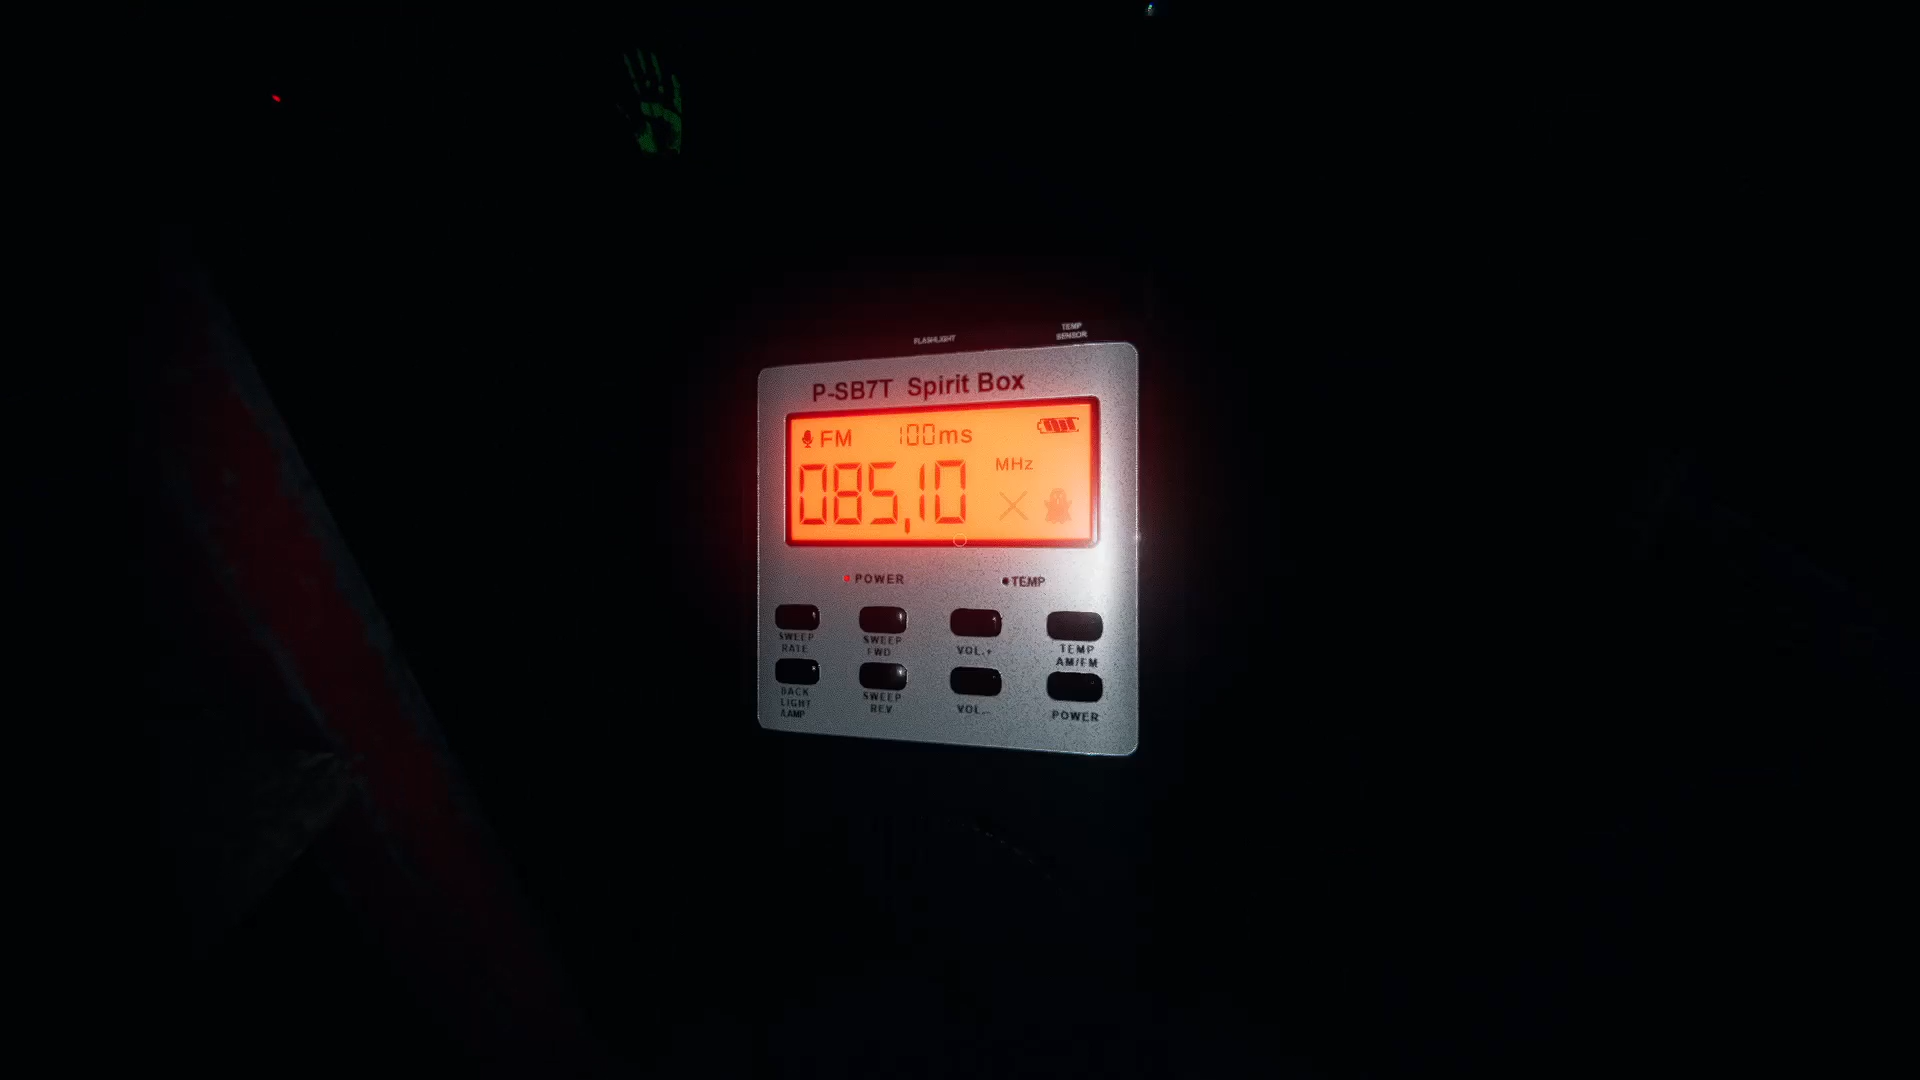 FLASHLIGHT
TEMP
SENSOR
P-SB7T Spirit Box
FM 100ms
MHz
085,10
POWER
TEMP
SWEEP
RATE
SWEEP
FWD
VOL.+
TEMP
AM/FM
BACK
LIGHT
/LAMP
SWEEP
REV
VOL.-
POWER